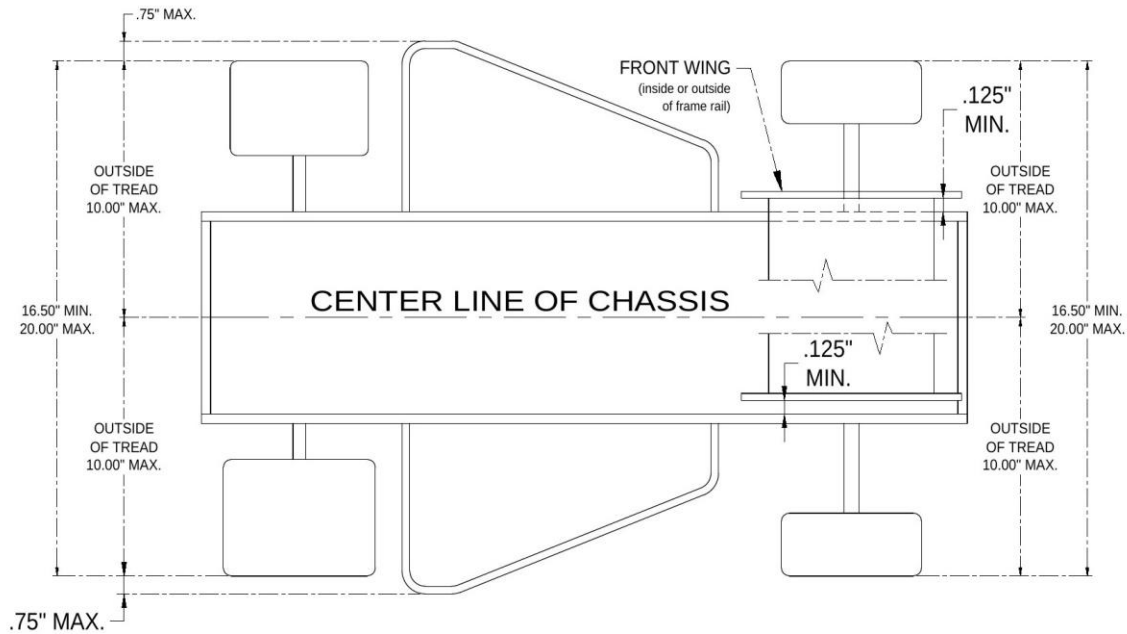 .75" MAX.
FRONT WING
(inside or outside
of frame rail)
.125"
MIN.
OUTSIDE
OF TREAD
10.00" MAX.
OUTSIDE
OF TREAD
10.00" MAX.
16.50" MIN.
20.00" MAX.
CENTER LINE OF CHASSIS
16.50" MIN.
20.00" MAX.
.125"
MIN.
OUTSIDE
OF TREAD
10.00" MAX.
OUTSIDE
OF TREAD
10.00" MAX.
.75" MAX.